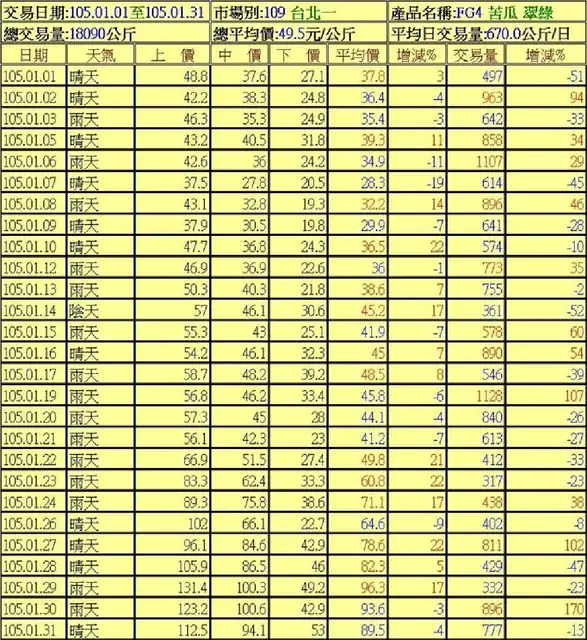 交易日期:105.01.01至105.01.31 市場別:109 台北一 產品名稱:FG4 苦瓜 翠綠
總交易量:18090公斤 總平均價:49.5元/公斤 平均日交易量:670.0公斤/日
日期 天氣 上 價 中 價 下 價 平均價 增減% 交易量 增減%
105.01.01 晴天 48.8 37.6 27.1 37.8 3 497 -51
105.01.02 晴天 42.2 38.3 24.8 36.4 -4 963 94
105.01.03 雨天 46.3 35.3 24.9 35.4 -3 642 -33
105.01.05 晴天 43.2 40.5 31.8 39.3 11 858 34
105.01.06 雨天 42.6 36 24.2 34.9 -11 1107 29
105.01.07 晴天 37.5 27.8 20.5 28.3 -19 614 -45
105.01.08 雨天 43.1 32.8 19.3 32.2 14 896 46
105.01.09 晴天 37.9 30.5 19.8 29.9 -7 641 -28
105.01.10 晴天 47.7 36.8 24.3 36.5 22 574 -10
105.01.12 雨天 46.9 36.9 22.6 36 -1 773 35
105.01.13 雨天 50.3 40.3 21.8 38.6 7 755 -2
105.01.14 陰天 57 46.1 30.6 45.2 17 361 -52
105.01.15 雨天 55.3 43 25.1 41.9 -7 578 60
105.01.16 晴天 54.2 46.1 32.3 45 7 890 54
105.01.17 雨天 58.7 48.2 39.2 48.5 8 546 -39
105.01.19 雨天 56.8 46.2 33.4 45.8 -6 1128 107
105.01.20 雨天 57.3 45 28 44.1 -4 840 -26
105.01.21 雨天 56.1 42.3 23 41.2 -7 613 -27
105.01.22 雨天 66.9 51.5 27.4 49.8 21 412 -33
105.01.23 雨天 83.3 62.4 33.3 60.8 22 317 -23
105.01.24 雨天 89.3 75.8 38.6 71.1 17 438 38
105.01.26 晴天 102 66.1 22.7 64.6 -9 402 -8
105.01.27 晴天 96.1 84.6 42.9 78.6 22 811 102
105.01.28 晴天 105.9 86.5 46 82.3 5 429 -47
105.01.29 雨天 131.4 100.3 49.2 96.3 17 332 -23
105.01.30 雨天 123.2 100.6 42.9 93.6 -3 896 170
105.01.31 晴天 112.5 94.1 53 89.5 -4 777 -13